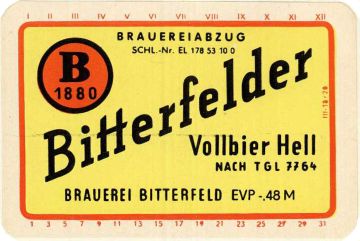 I II III IV V VI VII VIII IX X XI XII
BRAUEREIABZUG
SCHL.-Nr. EL 178 53 10 0
B
1880
Bitterfelder
Vollbier Hell
NACH TGL 7764
BRAUEREI BITTERFELD EVP -.48 M
1 3 5 7 9 11 13 15 17 19 21 23 25 27 29 31